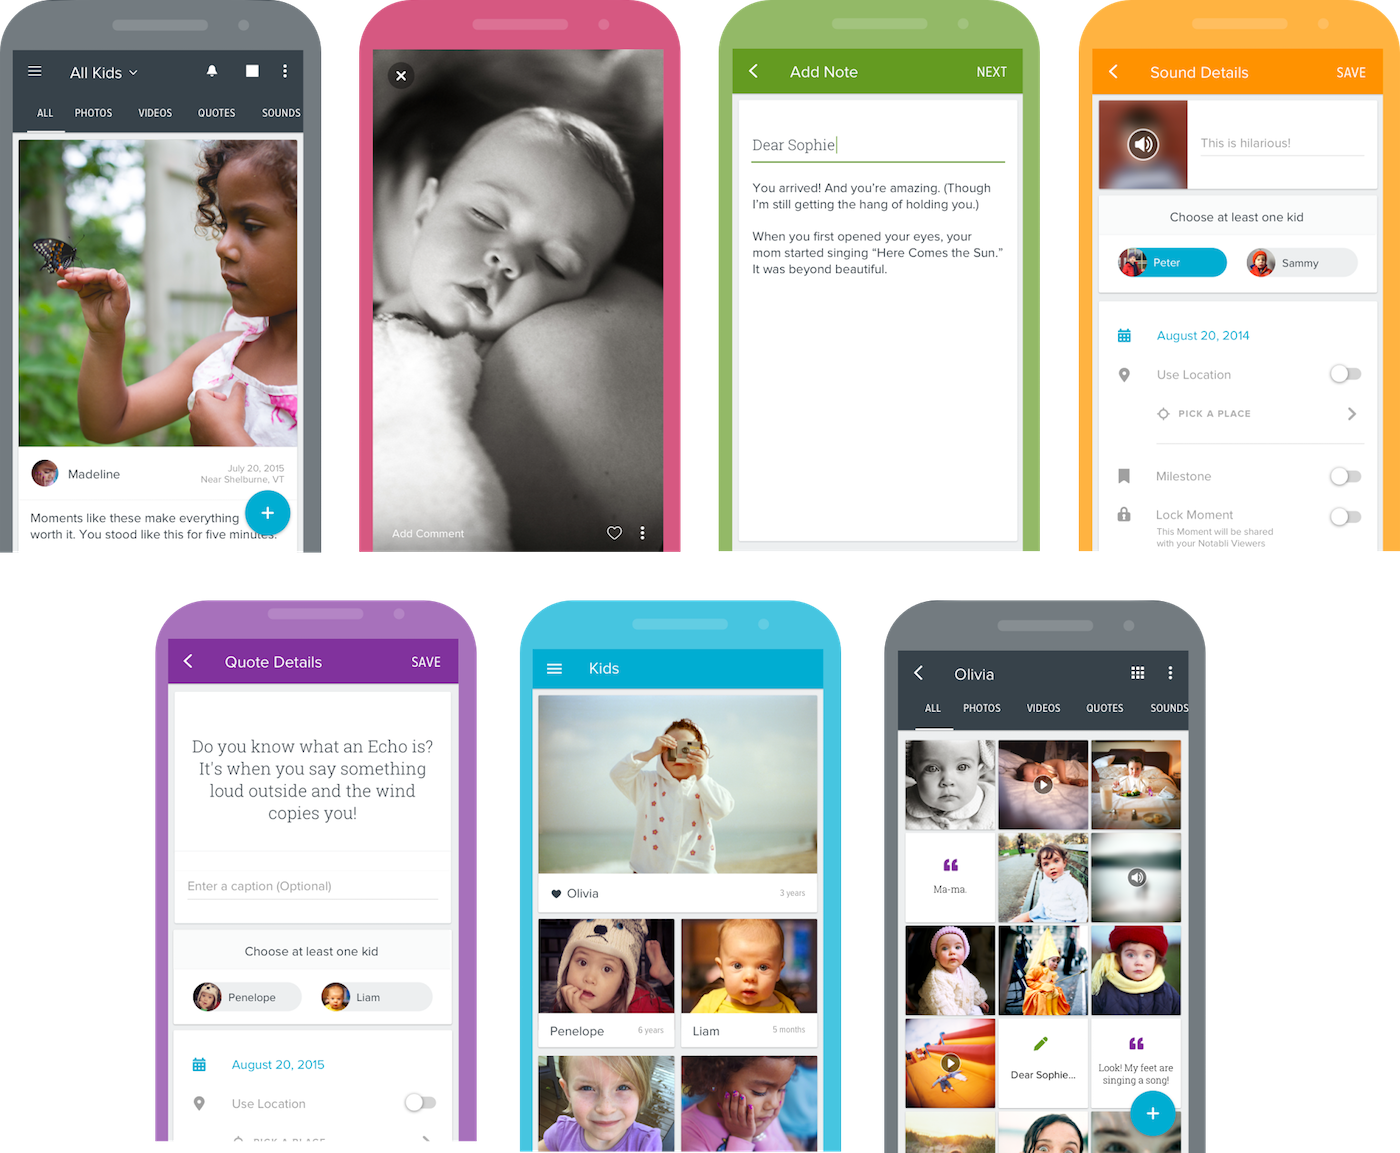 All Kids
ALL PHOTOS VIDEOS QUOTES SOUNDS
Madeline
July 20, 2015
Near Shelburne, VT
Moments like these make everything
worth it. You stood like this for five minutes.
Add Comment
Add Note NEXT
Dear Sophie
You arrived! And you're amazing. (Though
I'm still getting the hang of holding you.)
When you first opened your eyes, your
mom started singing “Here Comes the Sun.”
It was beyond beautiful.
Sound Details SAVE
This is hilarious!
Choose at least one kid
Peter Sammy
August 20, 2014
Use Location
PICK A PLACE
Milestone
Lock Moment
This Moment will be shared
with your Notabli Viewers
Quote Details SAVE
Do you know what an Echo is?
It's when you say something
loud outside and the wind
copies you!
Enter a caption (Optional)
Choose at least one kid
Penelope Liam
August 20, 2015
Use Location
PICK A PLACE
Kids
Olivia 3 years
Penelope 6 years
Liam 5 months
Olivia
ALL PHOTOS VIDEOS QUOTES SOUNDS
Ma-ma.
Dear Sophie...
Look! My feet are
singing a song!